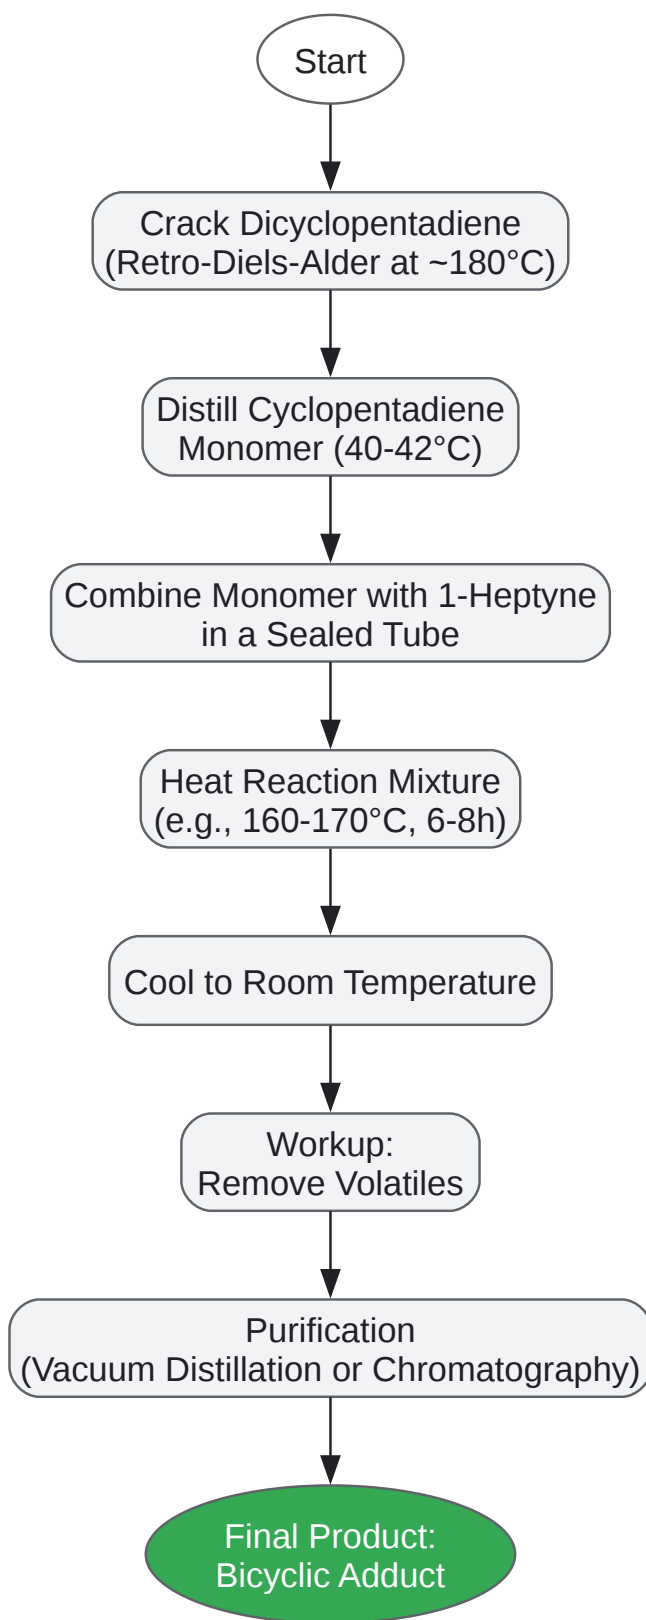 Start
Crack Dicyclopentadiene
(Retro-Diels-Alder at ~180°C)
Distill Cyclopentadiene
Monomer (40-42°C)
Combine Monomer with 1-Heptyne
in a Sealed Tube
Heat Reaction Mixture
(e.g., 160-170°C, 6-8h)
Cool to Room Temperature
Workup:
Remove Volatiles
Purification
(Vacuum Distillation or Chromatography)
Final Product:
Bicyclic Adduct